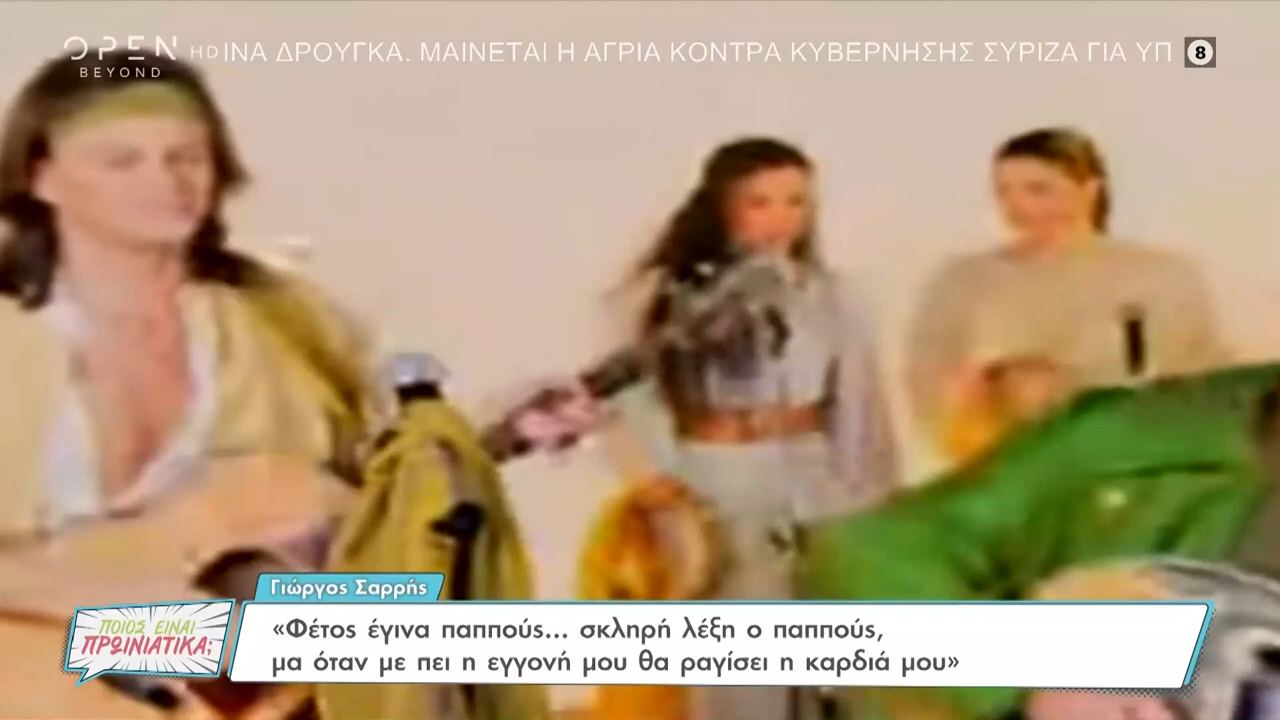 OPEN
BEYOND
HD
ΙΝΑ ΔΡΟΥΓΚΑ. ΜΑΙΝΕΤΑΙ Η ΑΓΡΙΑ ΚΟΝΤΡΑ ΚΥΒΕΡΝΗΣΗΣ ΣΥΡΙΖΑ ΓΙΑ ΥΠ
8
Γιώργος Σαρρής
ΠΟΙΟΣ ΕΙΝΑΙ
ΠΡΩΙΝΙΑΤΙΚΑ;
«Φέτος έγινα παππούς... σκληρή λέξη ο παππούς,
μα όταν με πει η εγγονή μου θα ραγίσει η καρδιά μου»